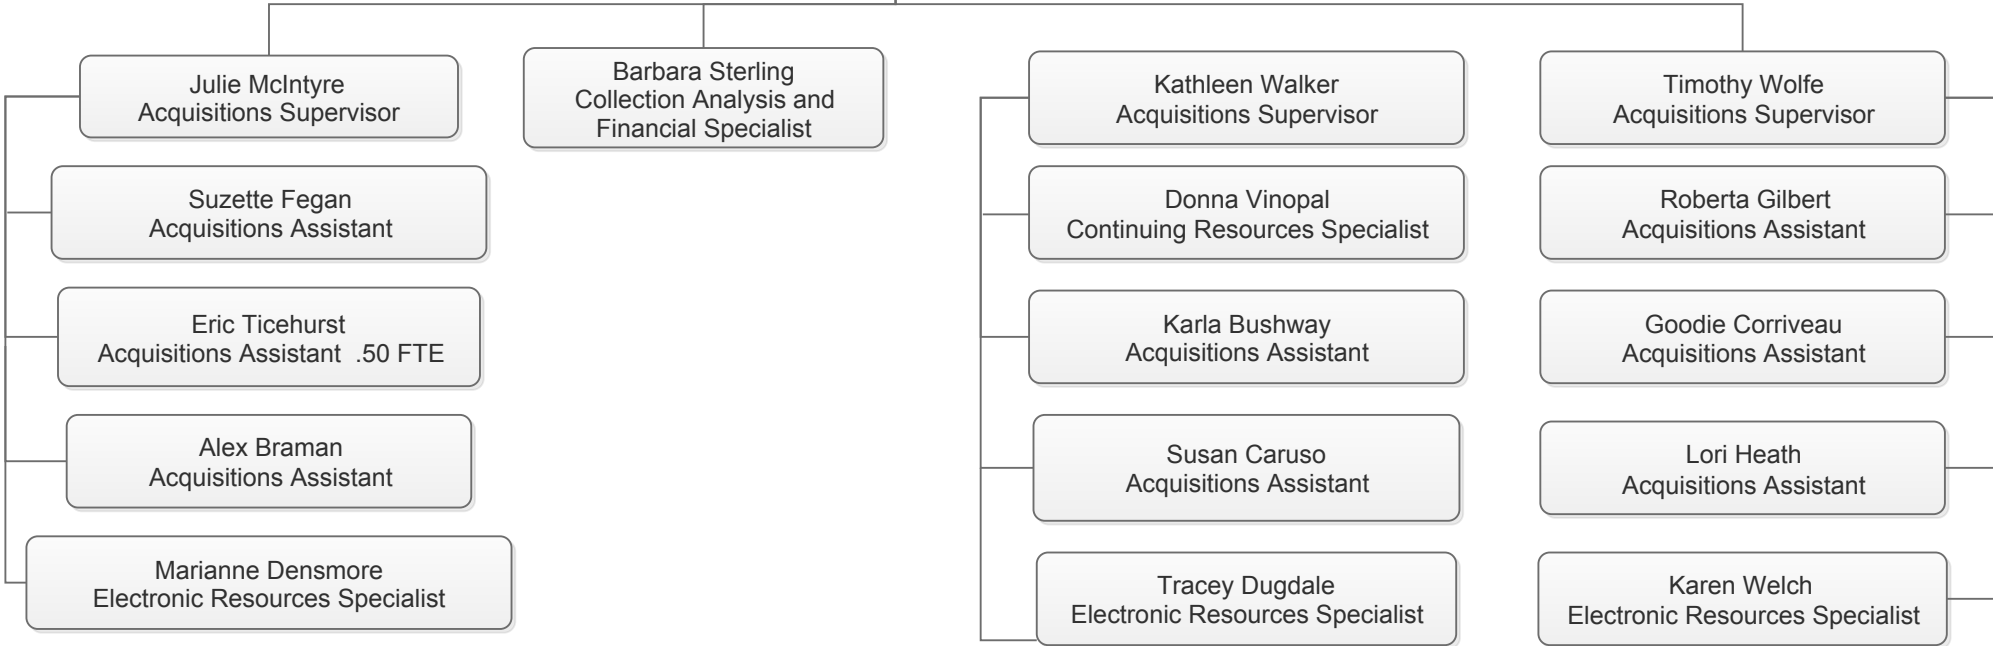 Julie McIntyre
Acquisitions Supervisor
Suzette Fegan
Acquisitions Assistant
Eric Ticehurst
Acquisitions Assistant .50 FTE
Alex Braman
Acquisitions Assistant
Marianne Densmore
Electronic Resources Specialist
Barbara Sterling
Collection Analysis and
Financial Specialist
Kathleen Walker
Acquisitions Supervisor
Donna Vinopal
Continuing Resources Specialist
Karla Bushway
Acquisitions Assistant
Susan Caruso
Acquisitions Assistant
Tracey Dugdale
Electronic Resources Specialist
Timothy Wolfe
Acquisitions Supervisor
Roberta Gilbert
Acquisitions Assistant
Goodie Corriveau
Acquisitions Assistant
Lori Heath
Acquisitions Assistant
Karen Welch
Electronic Resources Specialist